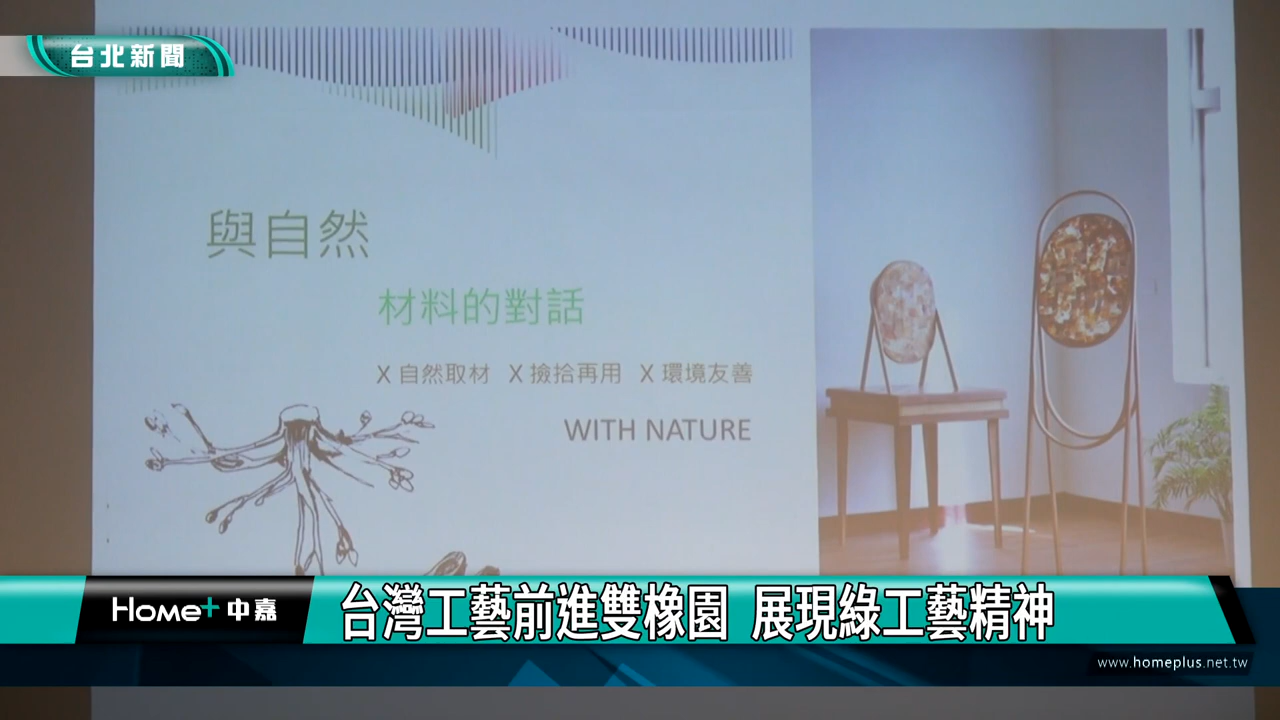 台北新聞
與自然
材料的對話
X 自然取材 X 撿拾再用 X 環境友善
WITH NATURE
Home+ 中嘉
台灣工藝前進雙橡園 展現綠工藝精神
www.homeplus.net.tw